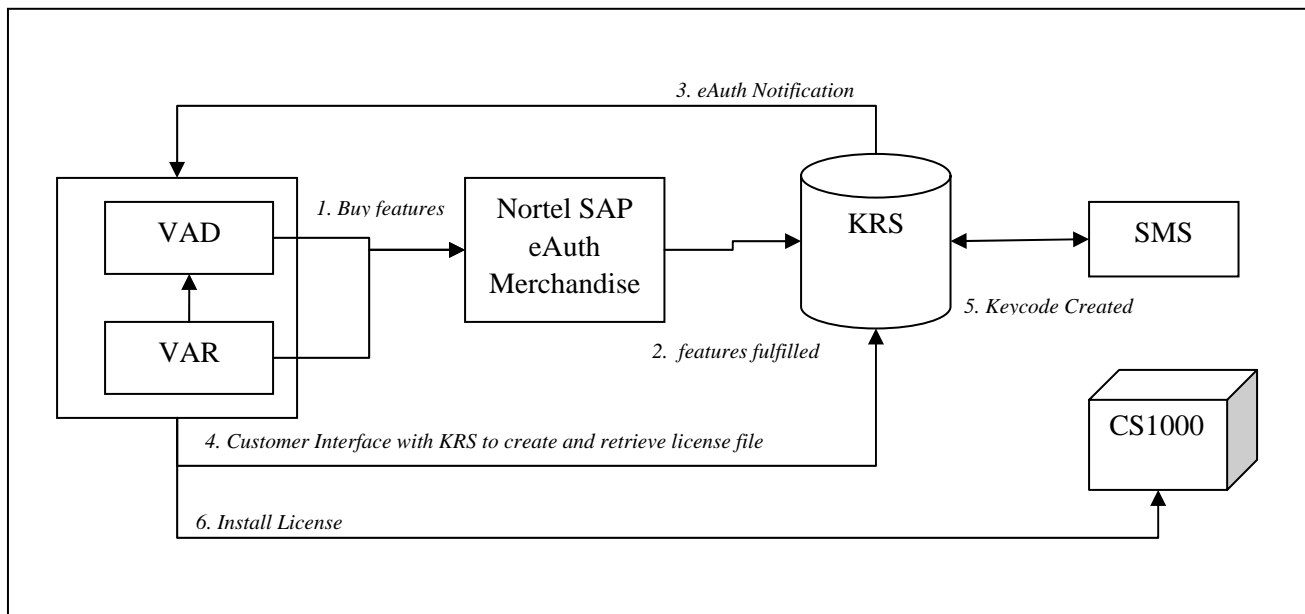 3. eAuth Notification
VAD
1. Buy features
Nortel SAP
eAuth
Merchandise
KRS
SMS
5. Keycode Created
VAR
2. features fulfilled
CS1000
4. Customer Interface with KRS to create and retrieve license file
6. Install License